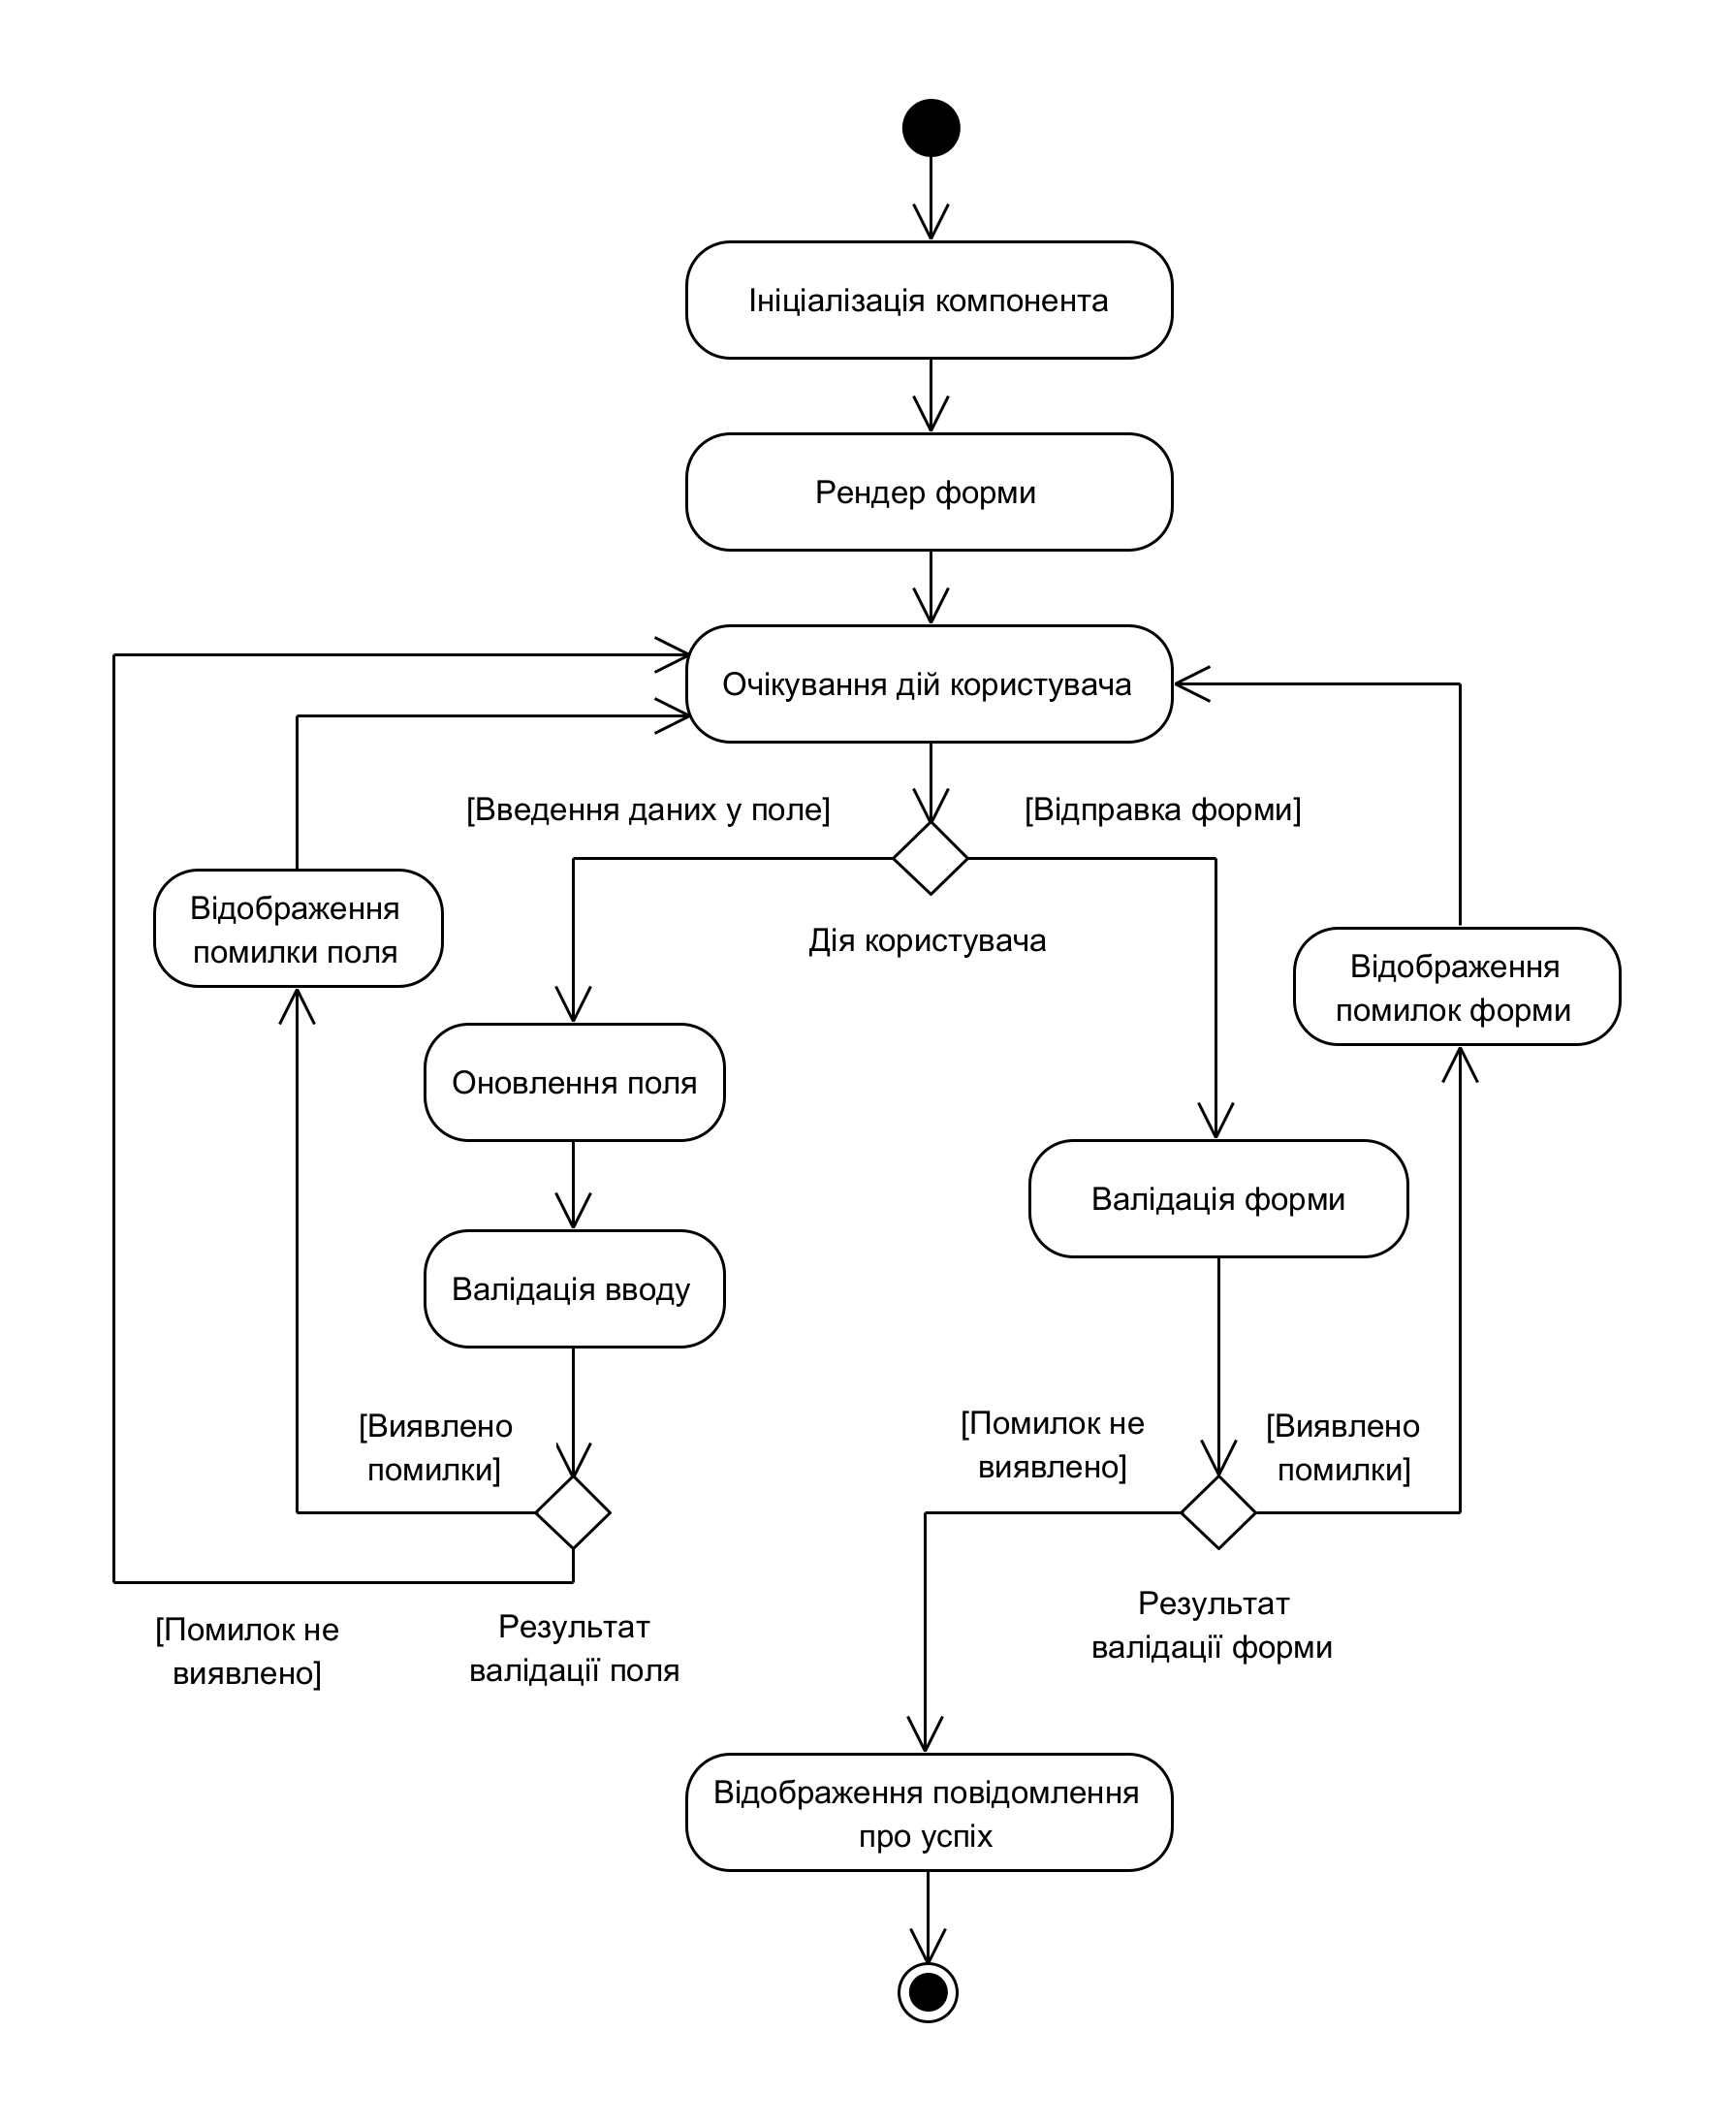 Ініціалізація компонента
Рендер форми
Очікування дій користувача
[Введення даних у поле]
[Відправка форми]
Відображення
помилки поля
Дія користувача
Відображення
помилок форми
Оновлення поля
Валідація форми
Валідація вводу
[Виявлено
помилки]
[Помилок не
виявлено]
[Виявлено
помилки]
[Помилок не
виявлено]
Результат
валідації поля
Результат
валідації форми
Відображення повідомлення
про успіх